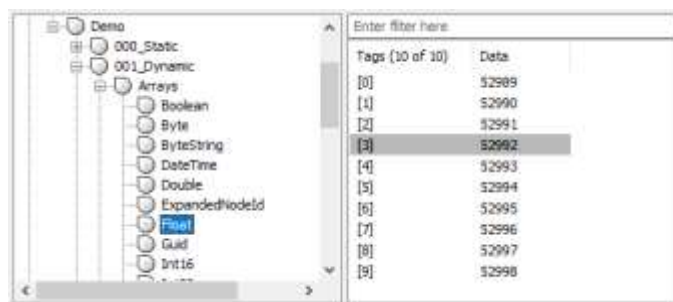 Demo
000_Static
001_Dynamic
Arrays
Boolean
Byte
ByteString
DateTime
Double
ExpandedNodeId
Float
Guid
Int16
Enter filter here
Tags (10 of 10) Data
[0] 52989
[1] 52990
[2] 52991
[3] 52992
[4] 52993
[5] 52994
[6] 52995
[7] 52996
[8] 52997
[9] 52998